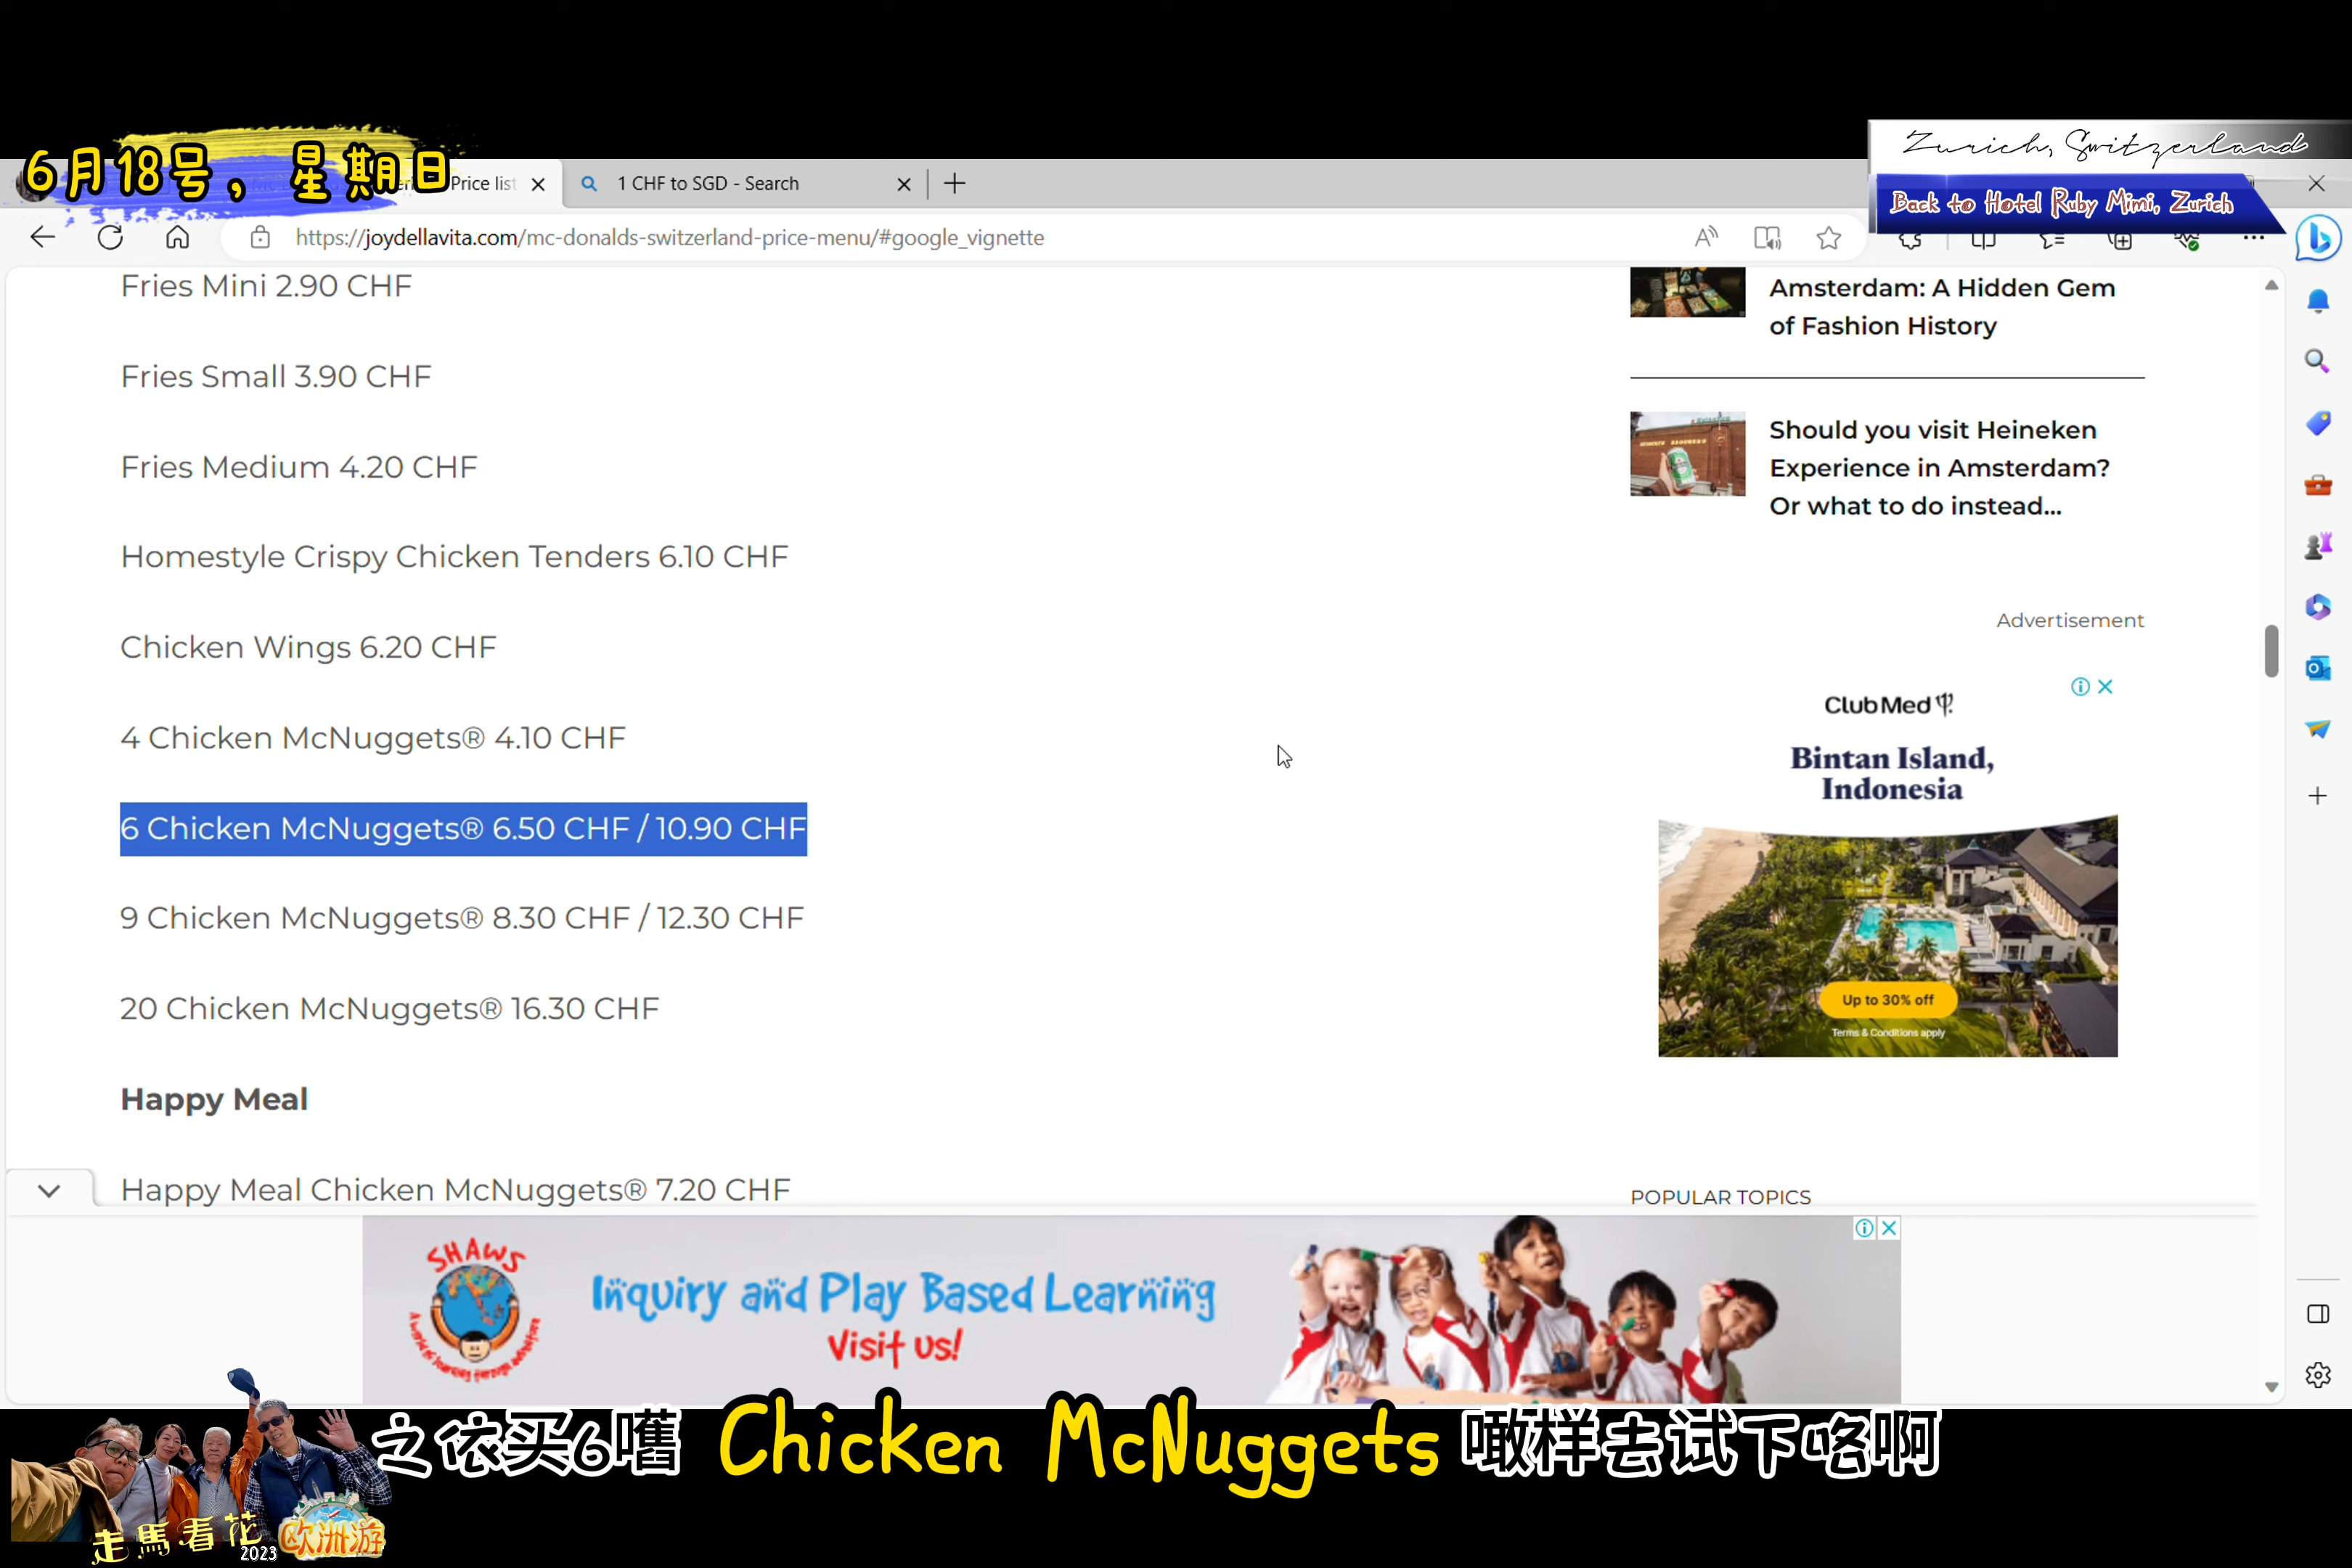 6月18号，星期日
Price list
1 CHF to SGD - Search
Zurich, Switzerland
Back to Hotel Ruby Mimi, Zurich
https://joydellavita.com/mc-donalds-switzerland-price-menu/#google_vignette
Fries Mini 2.90 CHF
Fries Small 3.90 CHF
Fries Medium 4.20 CHF
Homestyle Crispy Chicken Tenders 6.10 CHF
Chicken Wings 6.20 CHF
4 Chicken McNuggets® 4.10 CHF
6 Chicken McNuggets® 6.50 CHF / 10.90 CHF
9 Chicken McNuggets® 8.30 CHF / 12.30 CHF
20 Chicken McNuggets® 16.30 CHF
Happy Meal
Happy Meal Chicken McNuggets® 7.20 CHF
Amsterdam: A Hidden Gem
of Fashion History
Should you visit Heineken
Experience in Amsterdam?
Or what to do instead...
Advertisement
Club Med
Bintan Island,
Indonesia
Up to 30% off
Terms & Conditions apply
POPULAR TOPICS
SHAWS
A world of learning through adventure
Inquiry and Play Based Learning
Visit us!
之依买6嚿 Chicken McNuggets 噉样去试下咯啊
走馬看花
2023
欧洲游